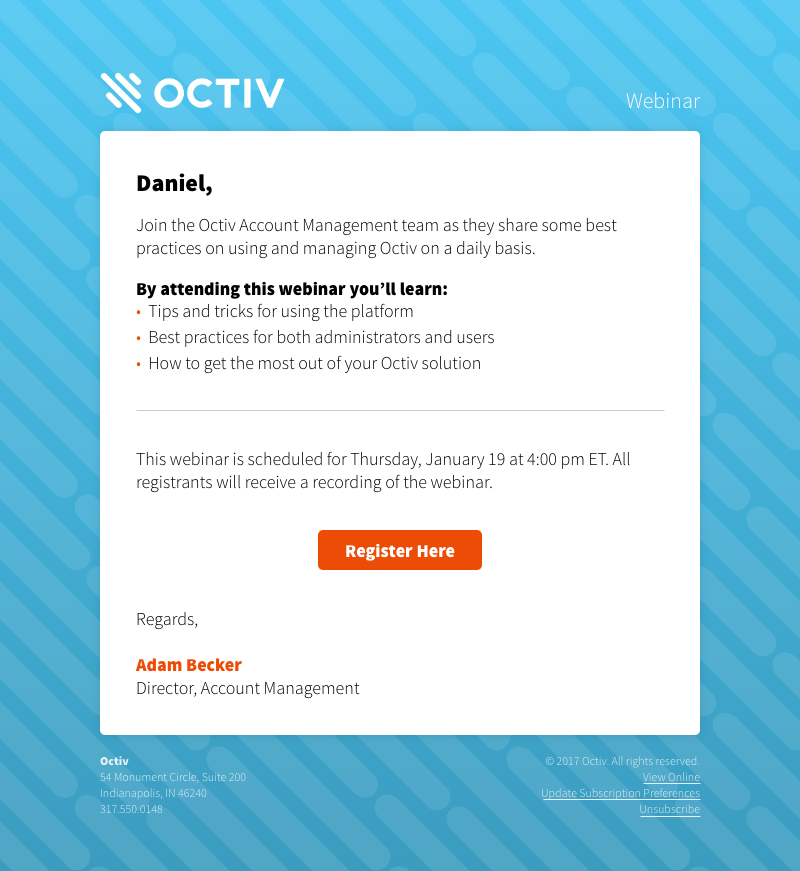 OCTIV
Webinar
Daniel,
Join the Octiv Account Management team as they share some best
practices on using and managing Octiv on a daily basis.
By attending this webinar you’ll learn:
• Tips and tricks for using the platform
• Best practices for both administrators and users
• How to get the most out of your Octiv solution
This webinar is scheduled for Thursday, January 19 at 4:00 pm ET. All
registrants will receive a recording of the webinar.
Register Here
Regards,
Adam Becker
Director, Account Management
Octiv
54 Monument Circle, Suite 200
Indianapolis, IN 46240
317.550.0148
© 2017 Octiv. All rights reserved.
View Online
Update Subscription Preferences
Unsubscribe